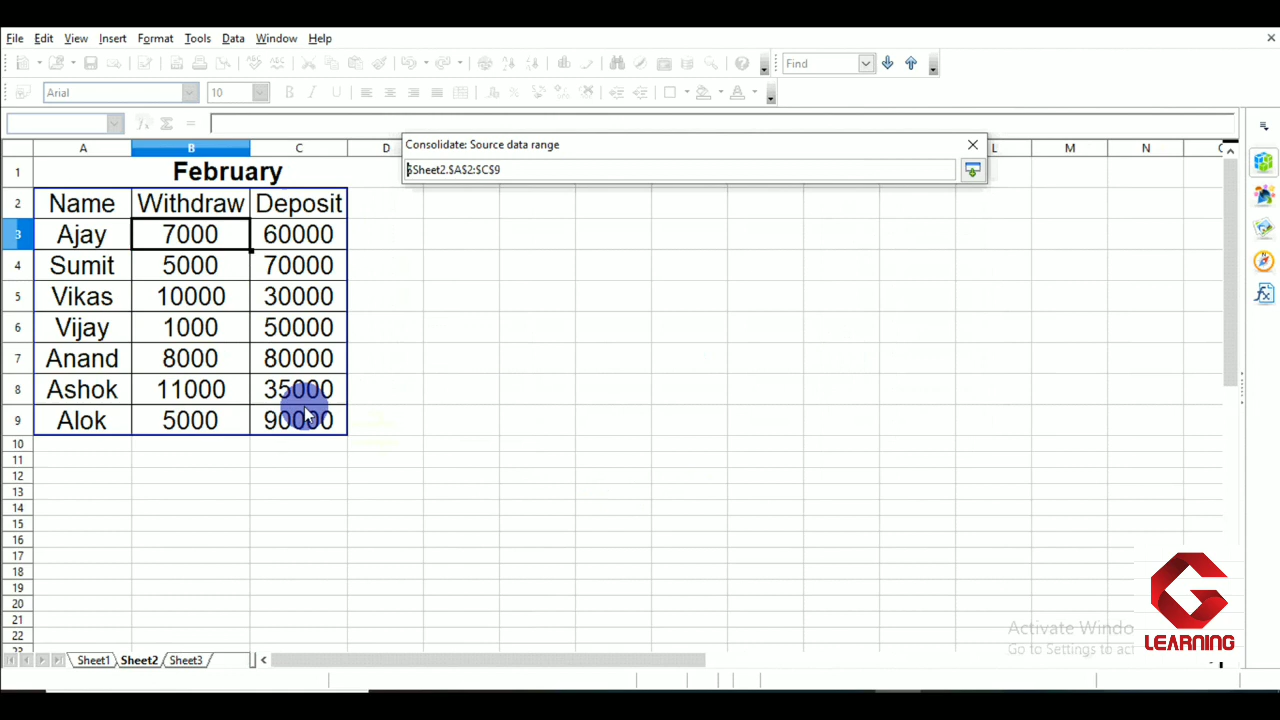 File Edit View Insert Format Tools Data Window Help
Find
Arial 10
Consolidate: Source data range
$Sheet2.$A$2:$C$9
A B C D L M N
1 February
2 Name Withdraw Deposit
3 Ajay 7000 60000
4 Sumit 5000 70000
5 Vikas 10000 30000
6 Vijay 1000 50000
7 Anand 8000 80000
8 Ashok 11000 35000
9 Alok 5000 90000
10
11
12
13
14
15
16
17
18
19
20
21
22
23
Activate Windo
Go to Settings to act
LEARNING
Sheet1 Sheet2 Sheet3